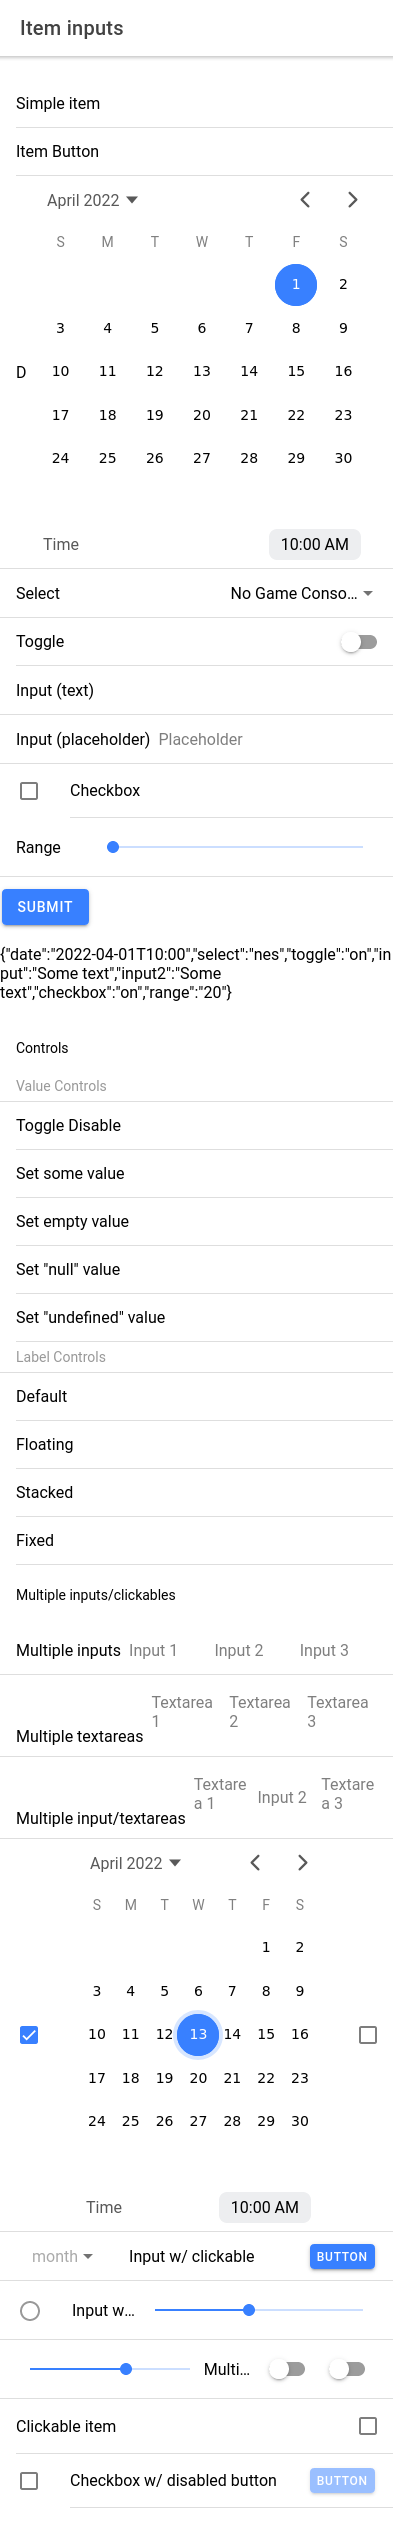 Item inputs
Simple item
Item Button
April 2022
S M T W T F S
1 2
3 4 5 6 7 8 9
D 10 11 12 13 14 15 16
17 18 19 20 21 22 23
24 25 26 27 28 29 30
Time 10:00 AM
Select No Game Conso...
Toggle
Input (text)
Input (placeholder) Placeholder
Checkbox
Range
SUBMIT
{"date":"2022-04-01T10:00","select":"nes","toggle":"on","in
put":"Some text","input2":"Some
text","checkbox":"on","range":"20"}
Controls
Value Controls
Toggle Disable
Set some value
Set empty value
Set "null" value
Set "undefined" value
Label Controls
Default
Floating
Stacked
Fixed
Multiple inputs/clickables
Multiple inputs Input 1 Input 2 Input 3
Textarea Textarea Textarea
1 2 3
Multiple textareas
Textare Textare
a 1 Input 2 a 3
Multiple input/textareas
April 2022
S M T W T F S
1 2
3 4 5 6 7 8 9
10 11 12 13 14 15 16
17 18 19 20 21 22 23
24 25 26 27 28 29 30
Time 10:00 AM
month Input w/ clickable BUTTON
Input w...
Multi...
Clickable item
Checkbox w/ disabled button BUTTON